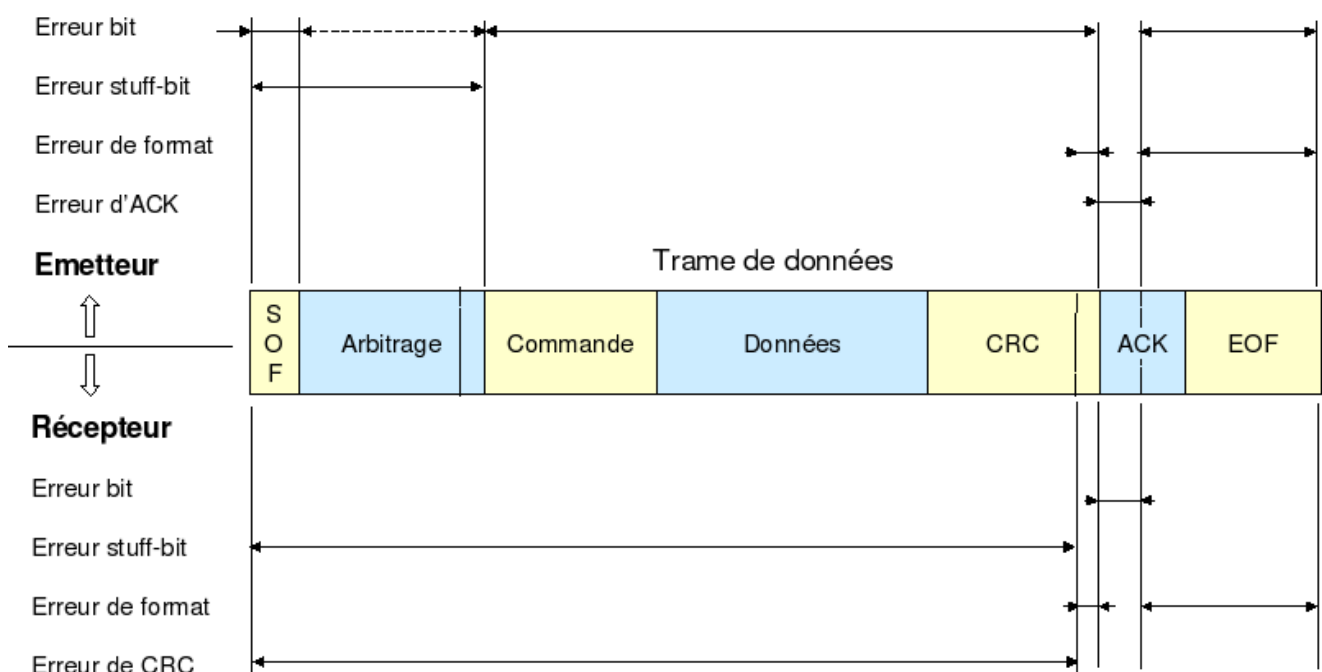 Erreur bit
Erreur stuff-bit
Erreur de format
Erreur d'ACK
Emetteur
Trame de données
SOF
Arbitrage
Commande
Données
CRC
ACK
EOF
Récepteur
Erreur bit
Erreur stuff-bit
Erreur de format
Erreur de CRC